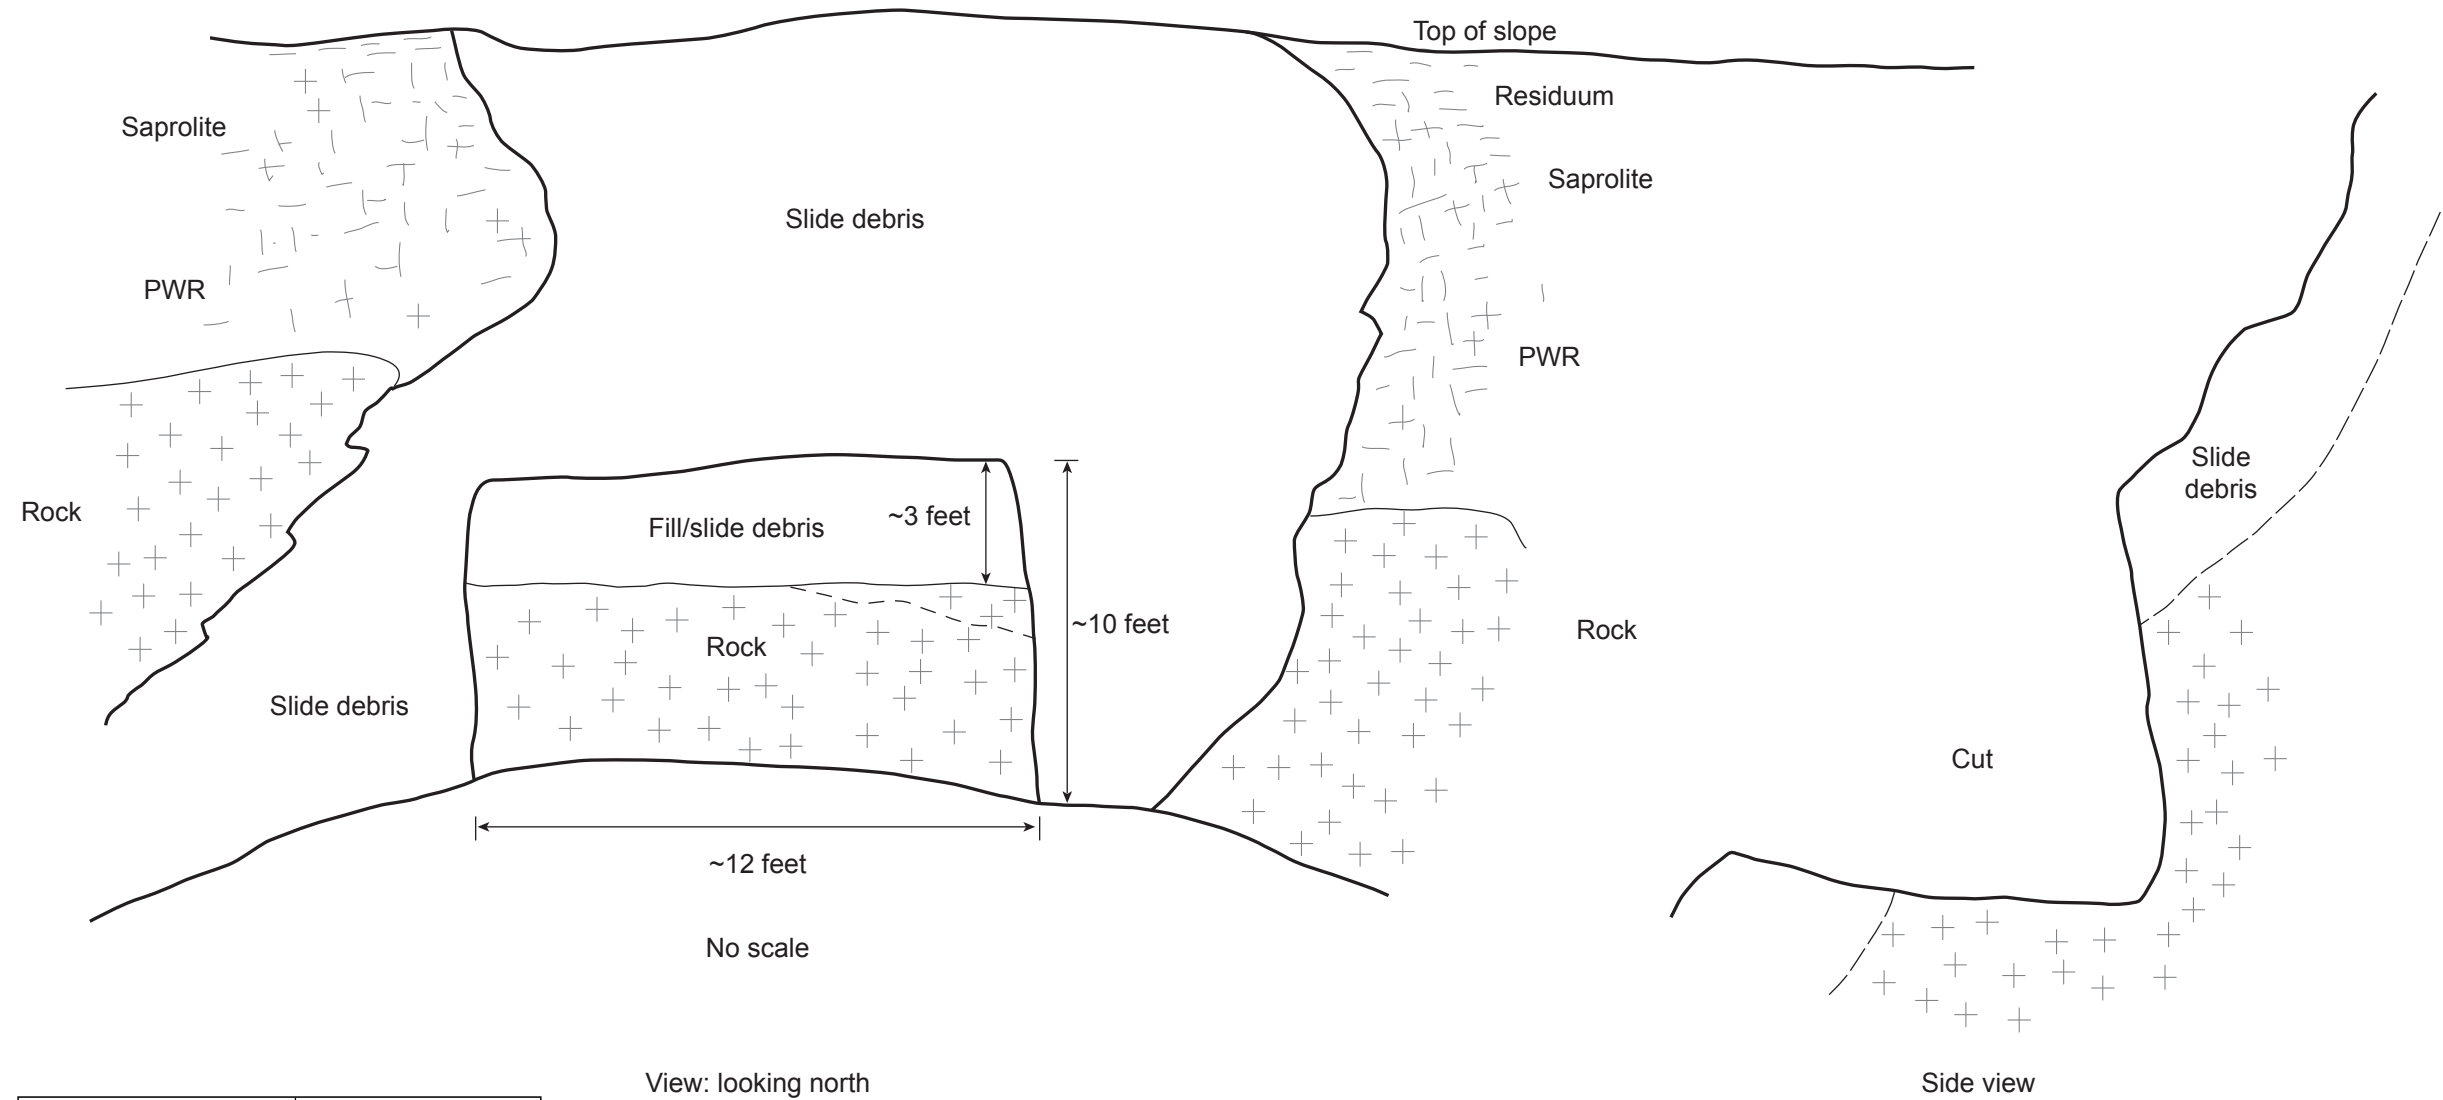 Top of slope
Residuum
Saprolite
Saprolite
Slide debris
PWR
PWR
Slide
debris
Rock
Fill/slide debris
~3 feet
~10 feet
Rock
Rock
Slide debris
Cut
~12 feet
No scale
View: looking north
Side view